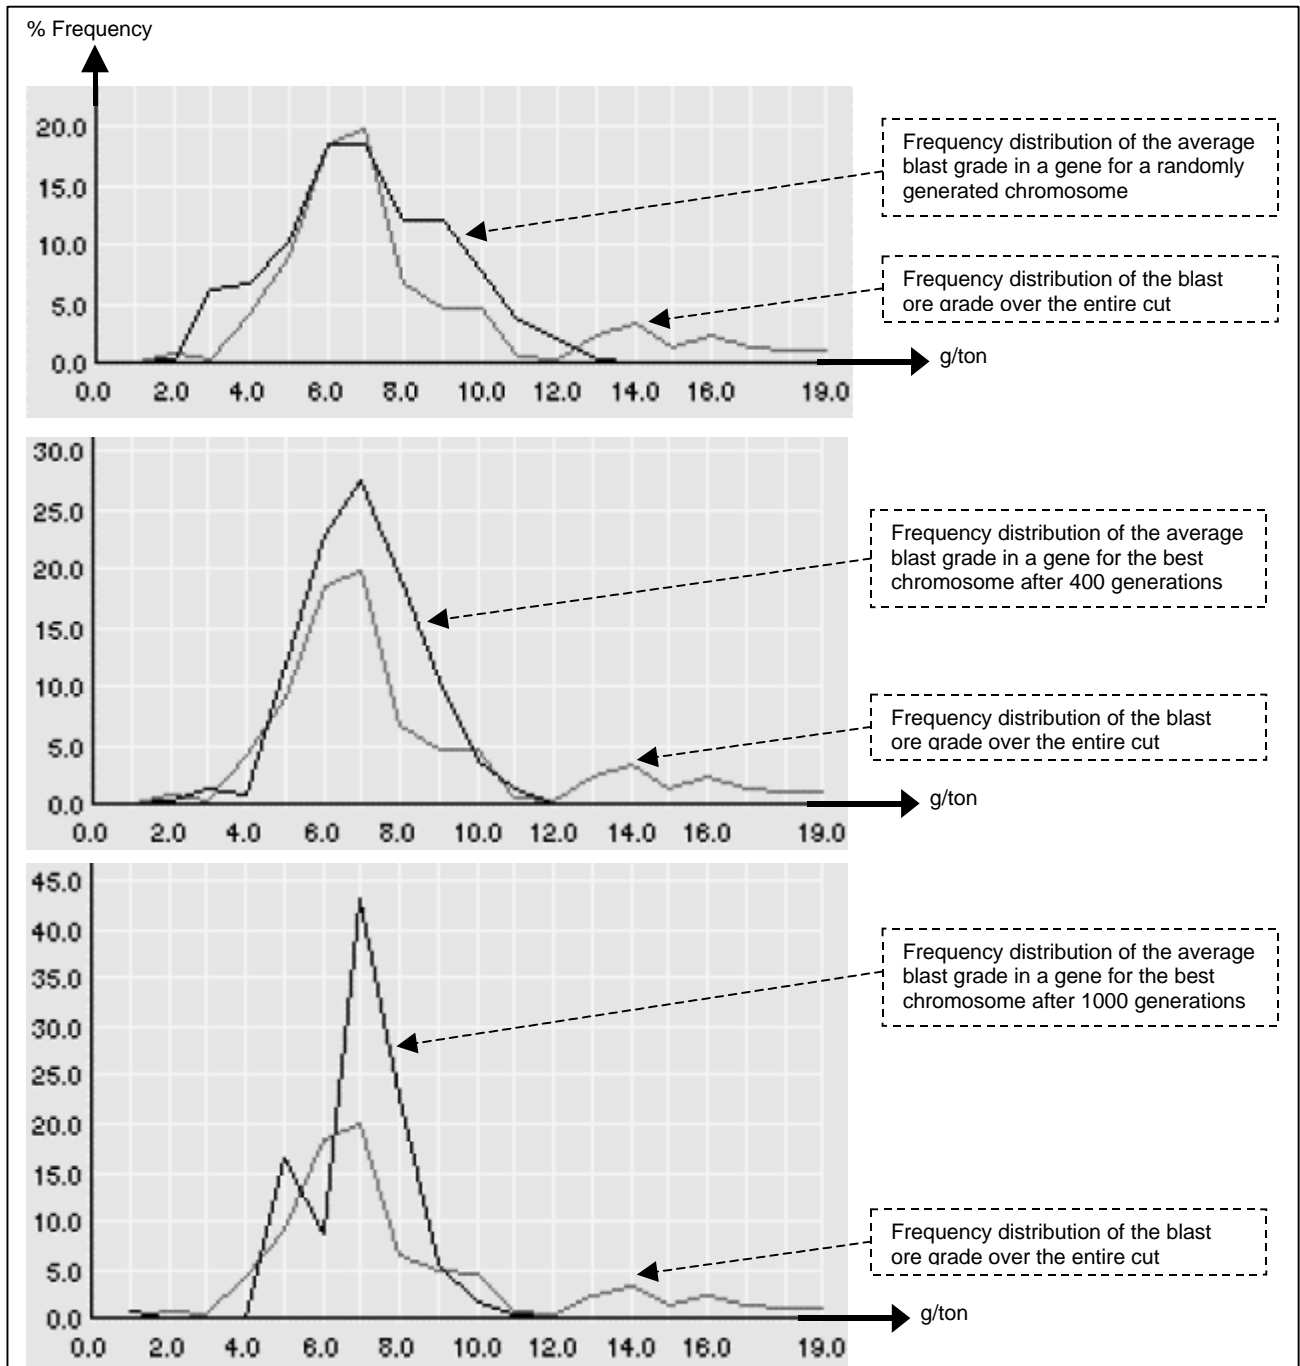 % Frequency
20.0
15.0
10.0
5.0
0.0
0.0 2.0 4.0 6.0 8.0 10.0 12.0 14.0 16.0 19.0
g/ton
Frequency distribution of the average
blast grade in a gene for a randomly
generated chromosome
Frequency distribution of the blast
ore grade over the entire cut
30.0
25.0
20.0
15.0
10.0
5.0
0.0
0.0 2.0 4.0 6.0 8.0 10.0 12.0 14.0 16.0 19.0
g/ton
Frequency distribution of the average
blast grade in a gene for the best
chromosome after 400 generations
Frequency distribution of the blast
ore grade over the entire cut
45.0
40.0
35.0
30.0
25.0
20.0
15.0
10.0
5.0
0.0
0.0 2.0 4.0 6.0 8.0 10.0 12.0 14.0 16.0 19.0
g/ton
Frequency distribution of the average
blast grade in a gene for the best
chromosome after 1000 generations
Frequency distribution of the blast
ore grade over the entire cut